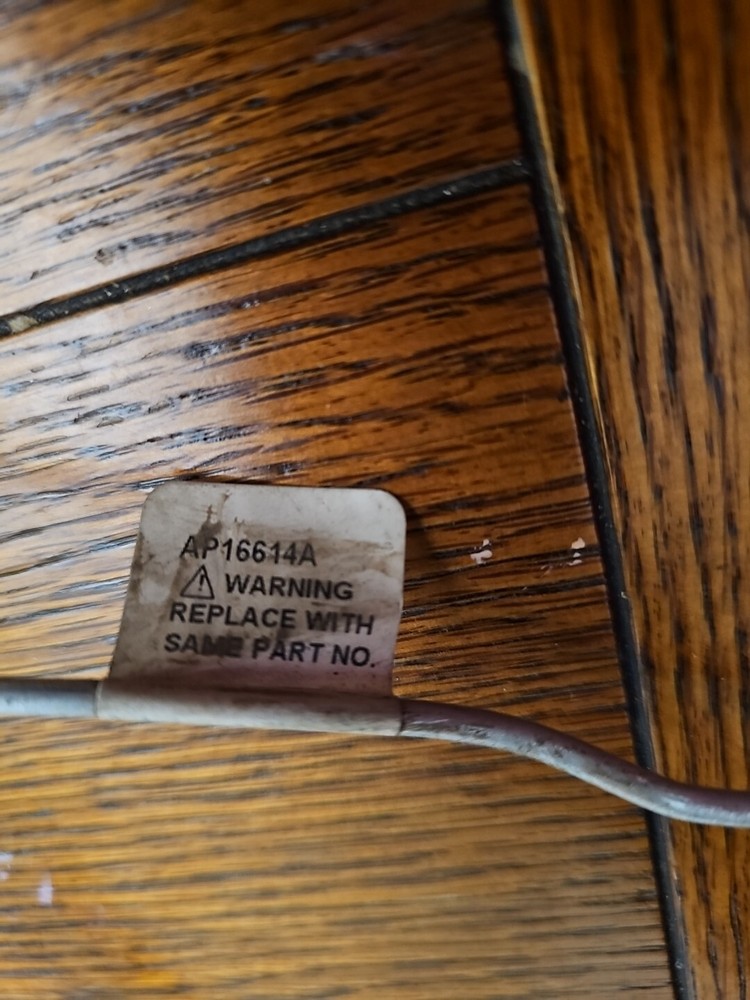 AP16614A
⚠ WARNING
REPLACE WITH
SAME PART NO.